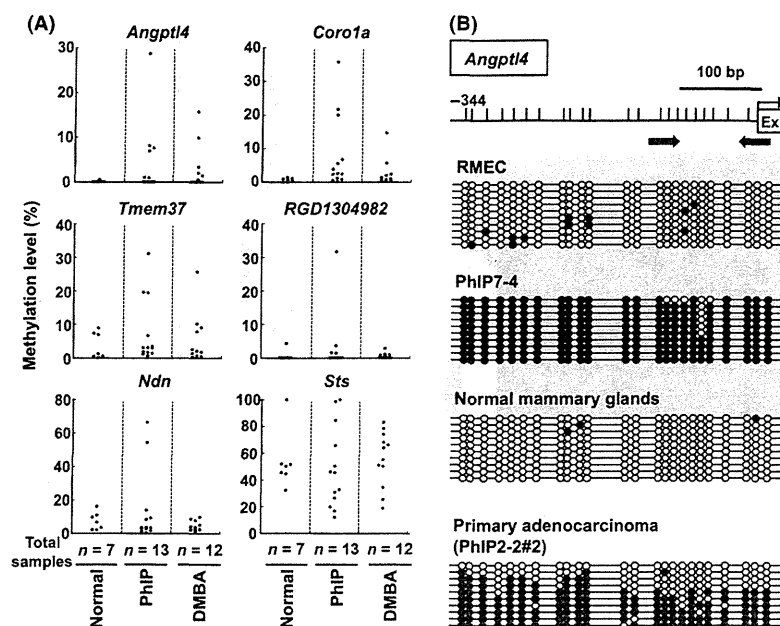 (A)
Angptl4
30
20
10
0
Coro1a
40
30
20
10
0
Tmem37
40
30
20
10
0
RGD1304982
40
30
20
10
0
Ndn
80
60
40
20
0
Sts
100
80
60
40
20
0
Methylation level (%)
Total samples
n = 7
n = 13
n = 12
n = 7
n = 13
n = 12
Normal
PhIP
DMBA
Normal
PhIP
DMBA
(B)
Angptl4
100 bp
–344
Ex
RMEC
PhIP7-4
Normal mammary glands
Primary adenocarcinoma
(PhIP2-2#2)